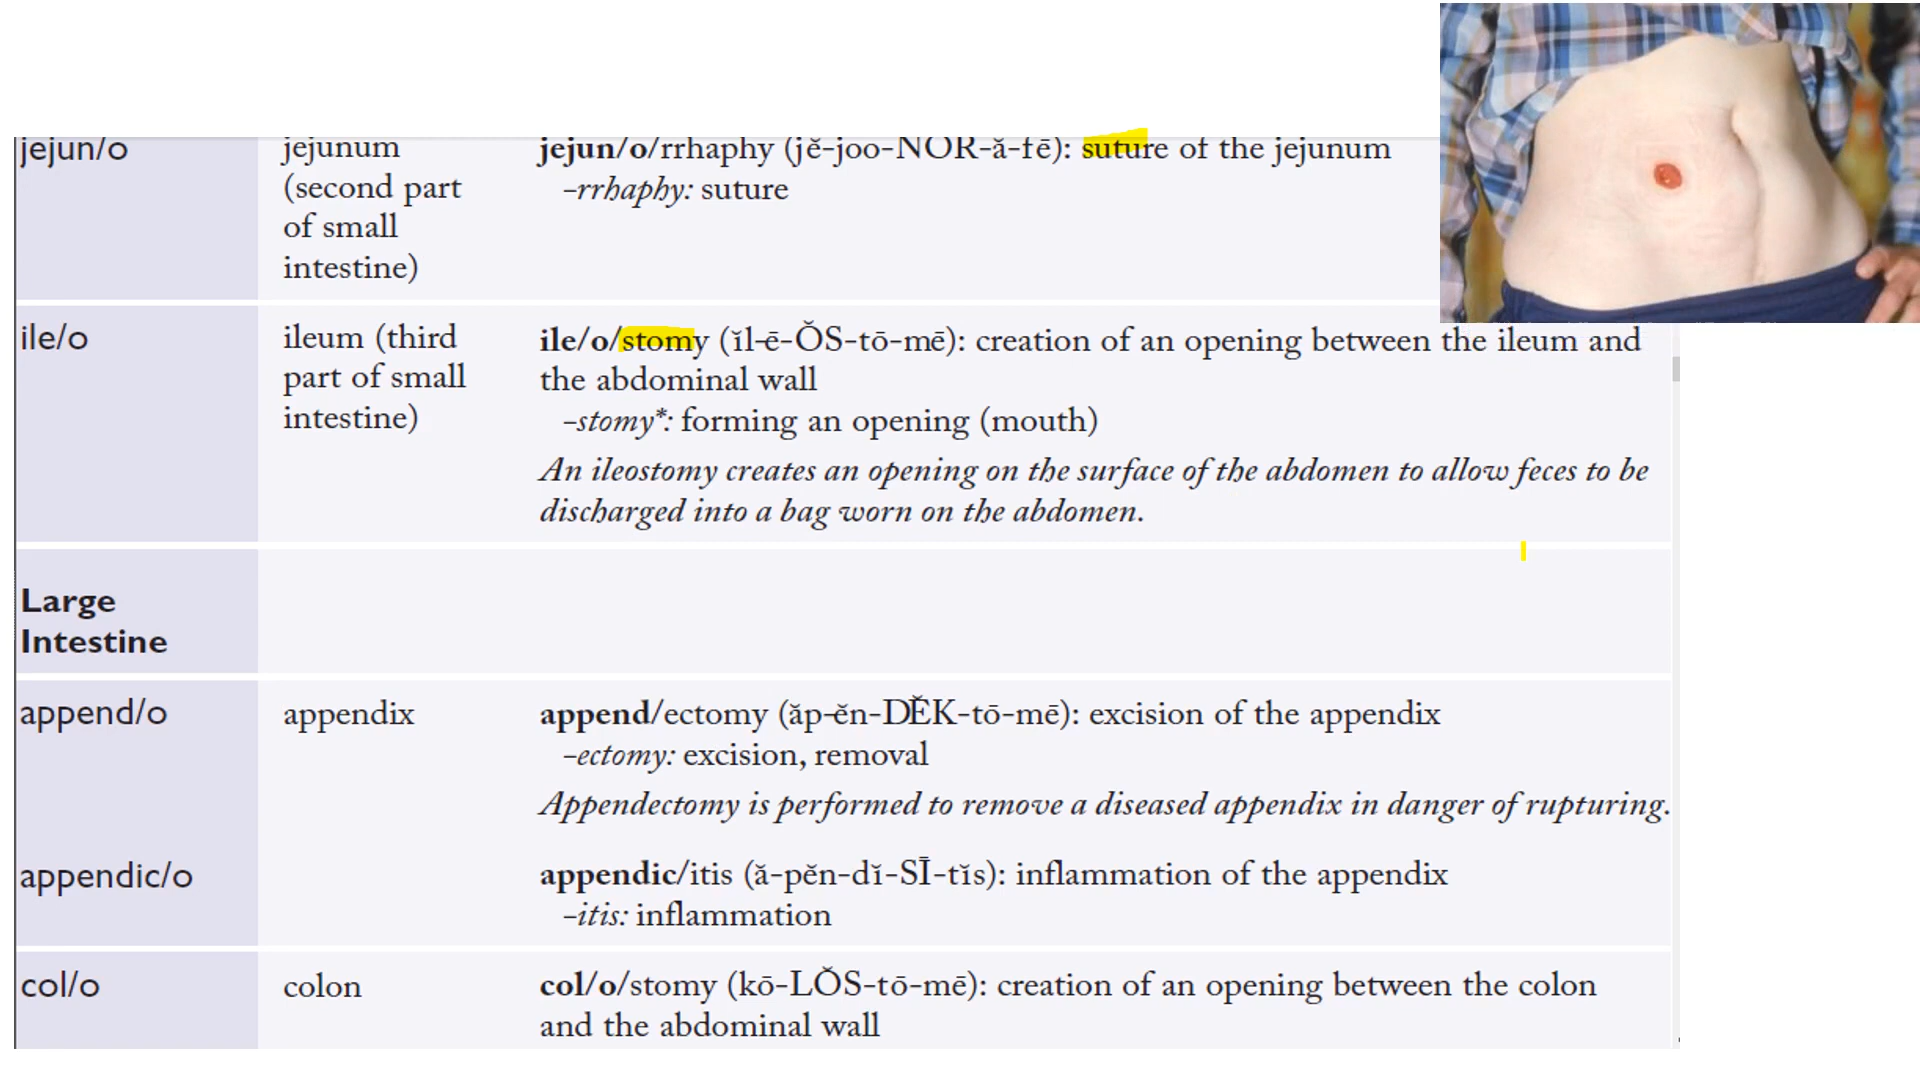 jejun/o
jejunum
(second part
of small
intestine)
jejun/o/rrhaphy (jĕ-joo-NOR-ă-fē): suture of the jejunum
–rrhaphy: suture
ile/o
ileum (third
part of small
intestine)
ile/o/stomy (ĭl-ē-ŎS-tō-mē): creation of an opening between the ileum and
the abdominal wall
–stomy*: forming an opening (mouth)
An ileostomy creates an opening on the surface of the abdomen to allow feces to be
discharged into a bag worn on the abdomen.
Large
Intestine
append/o
appendix
append/ectomy (ăp-ĕn-DĔK-tō-mē): excision of the appendix
–ectomy: excision, removal
Appendectomy is performed to remove a diseased appendix in danger of rupturing.
appendic/o
appendic/itis (ă-pĕn-dĭ-SĪ-tĭs): inflammation of the appendix
–itis: inflammation
col/o
colon
col/o/stomy (kō-LŎS-tō-mē): creation of an opening between the colon
and the abdominal wall